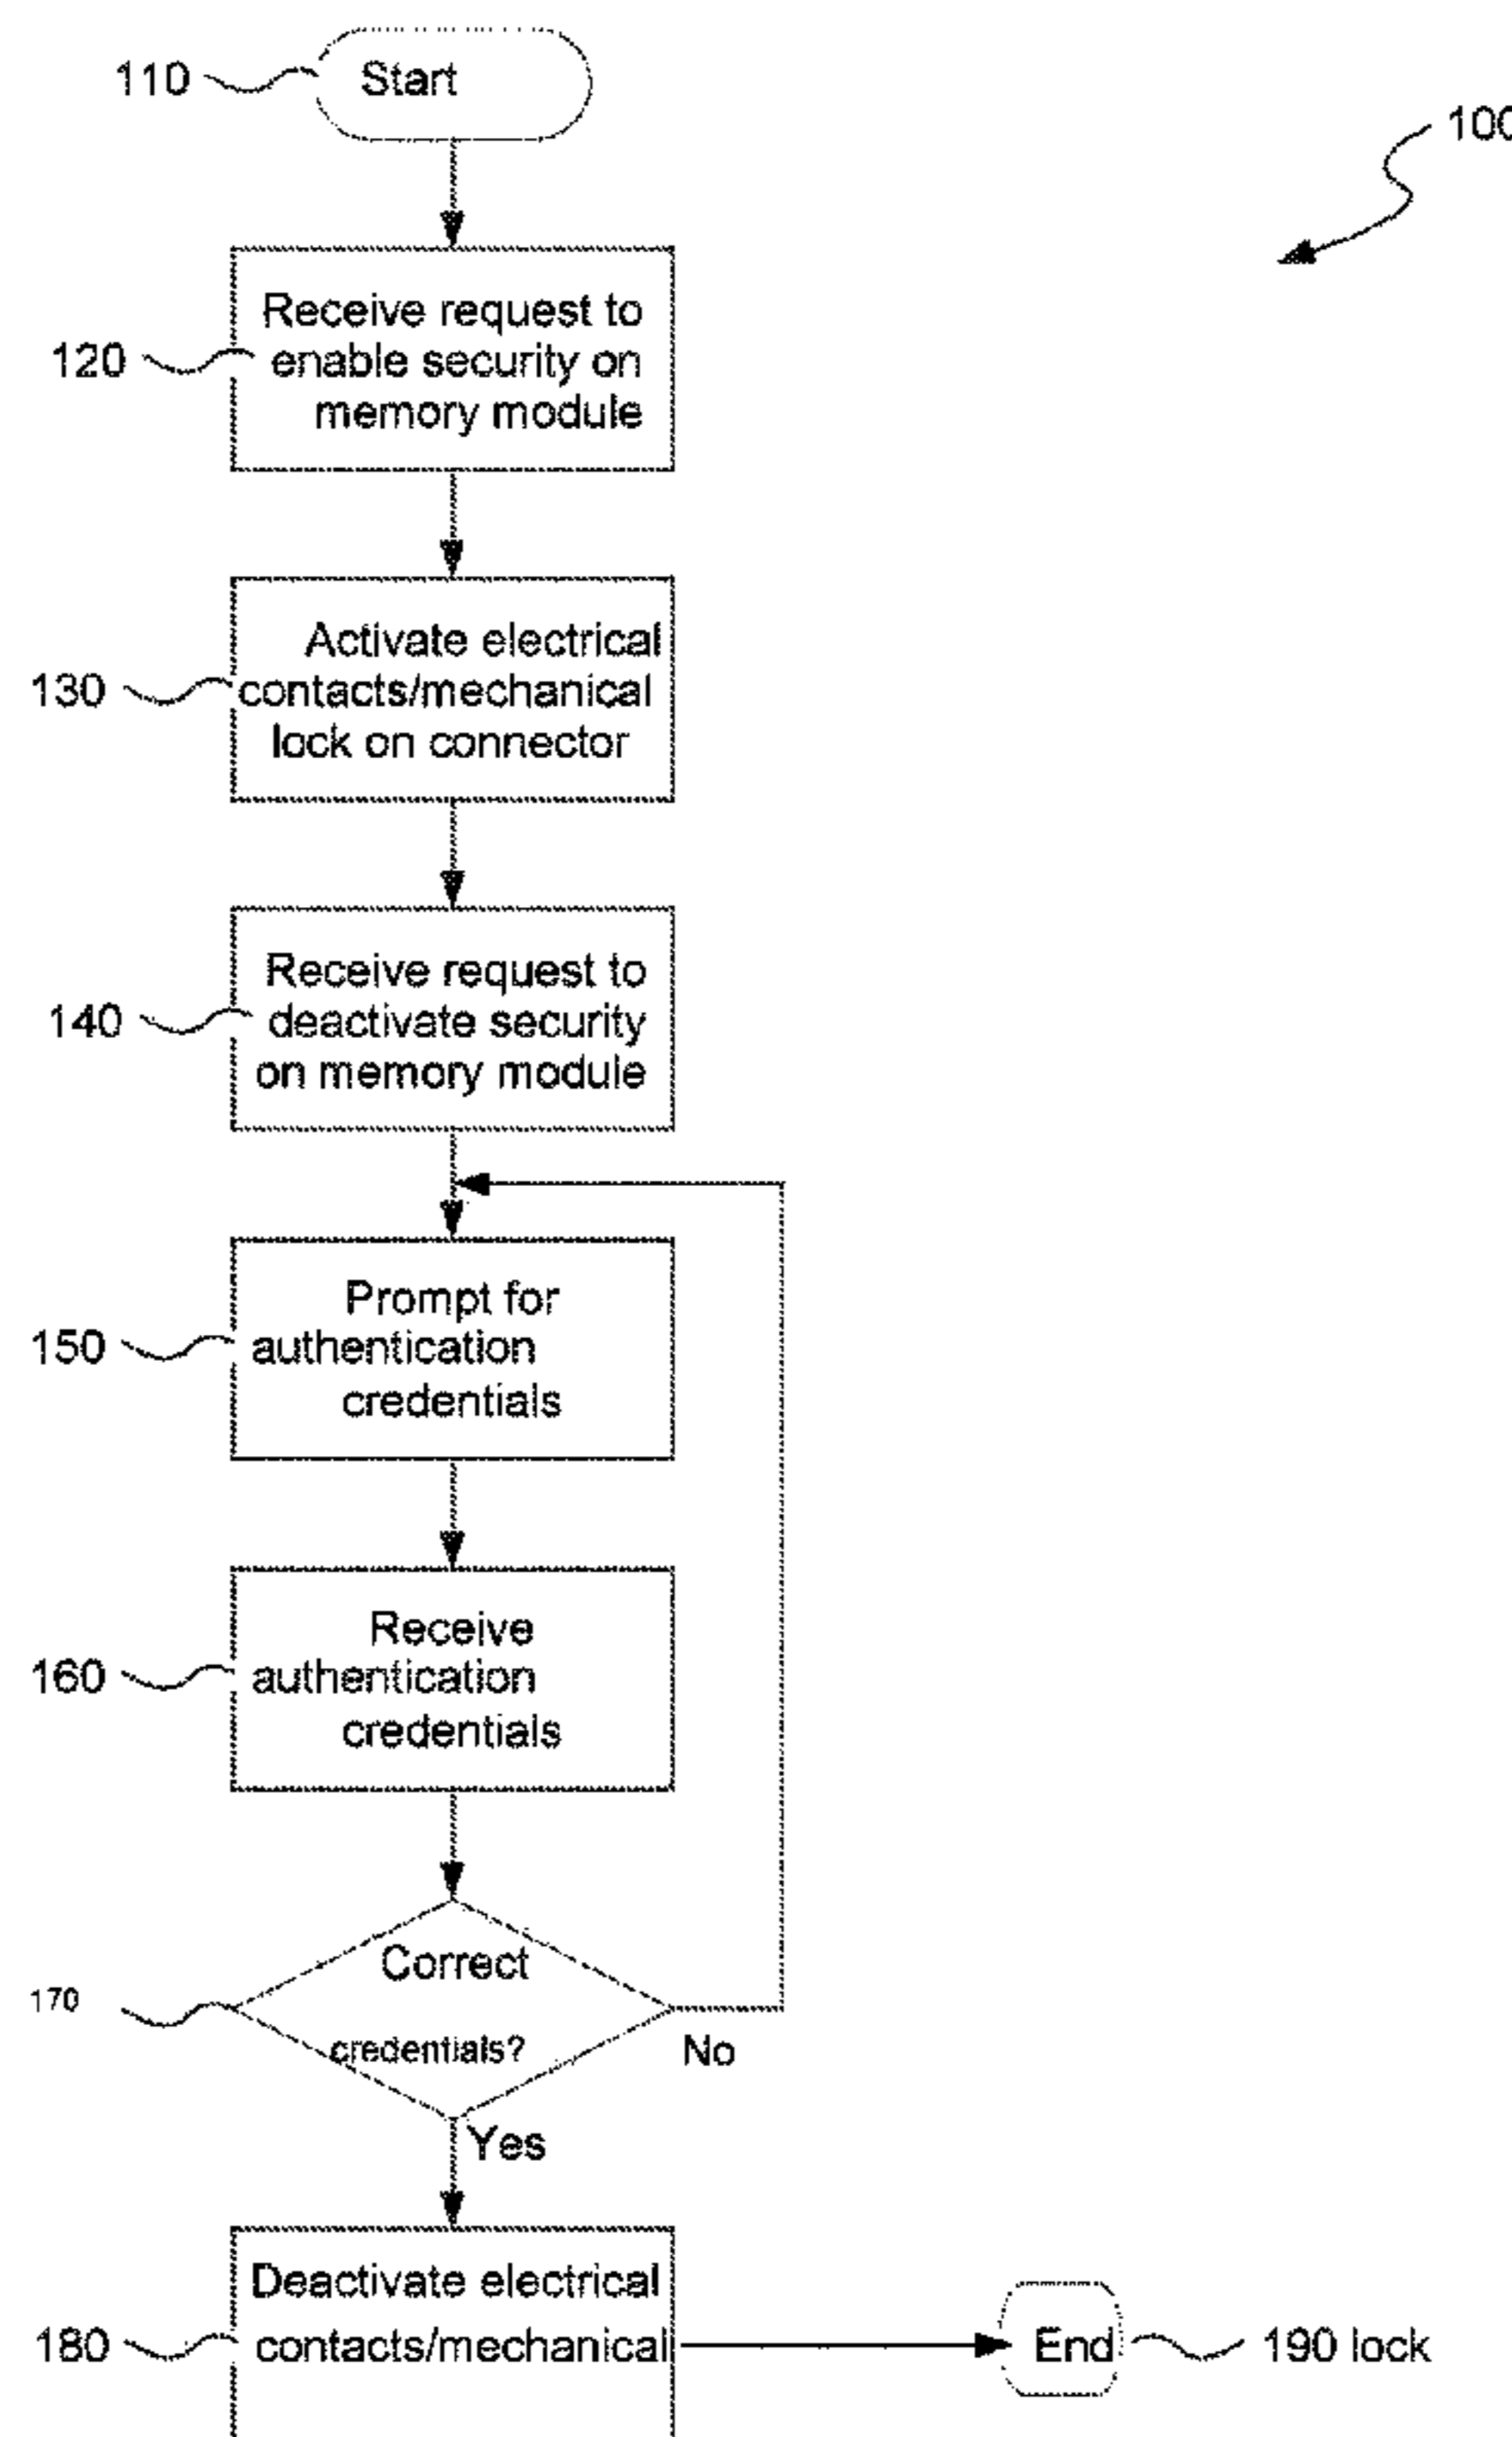 110
Start
100
120
Receive request to
enable security on
memory module
130
Activate electrical
contacts/mechanical
lock on connector
140
Receive request to
deactivate security
on memory module
150
Prompt for
authentication
credentials
160
Receive
authentication
credentials
170
Correct
credentials?
No
Yes
180
Deactivate electrical
contacts/mechanical
End
190 lock